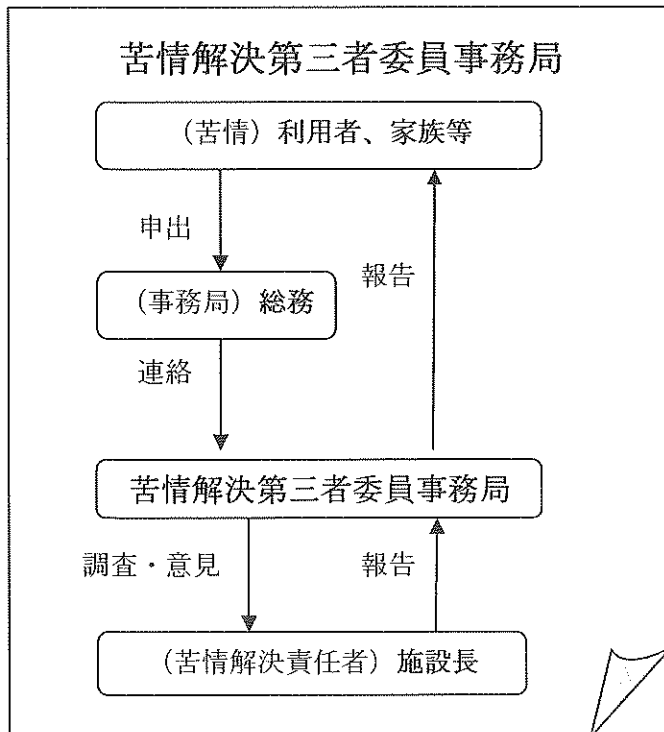 苦情解決第三者委員事務局
(苦情)利用者、家族等
申出
報告
(事務局)総務
連絡
苦情解決第三者委員事務局
調査・意見
報告
(苦情解決責任者)施設長